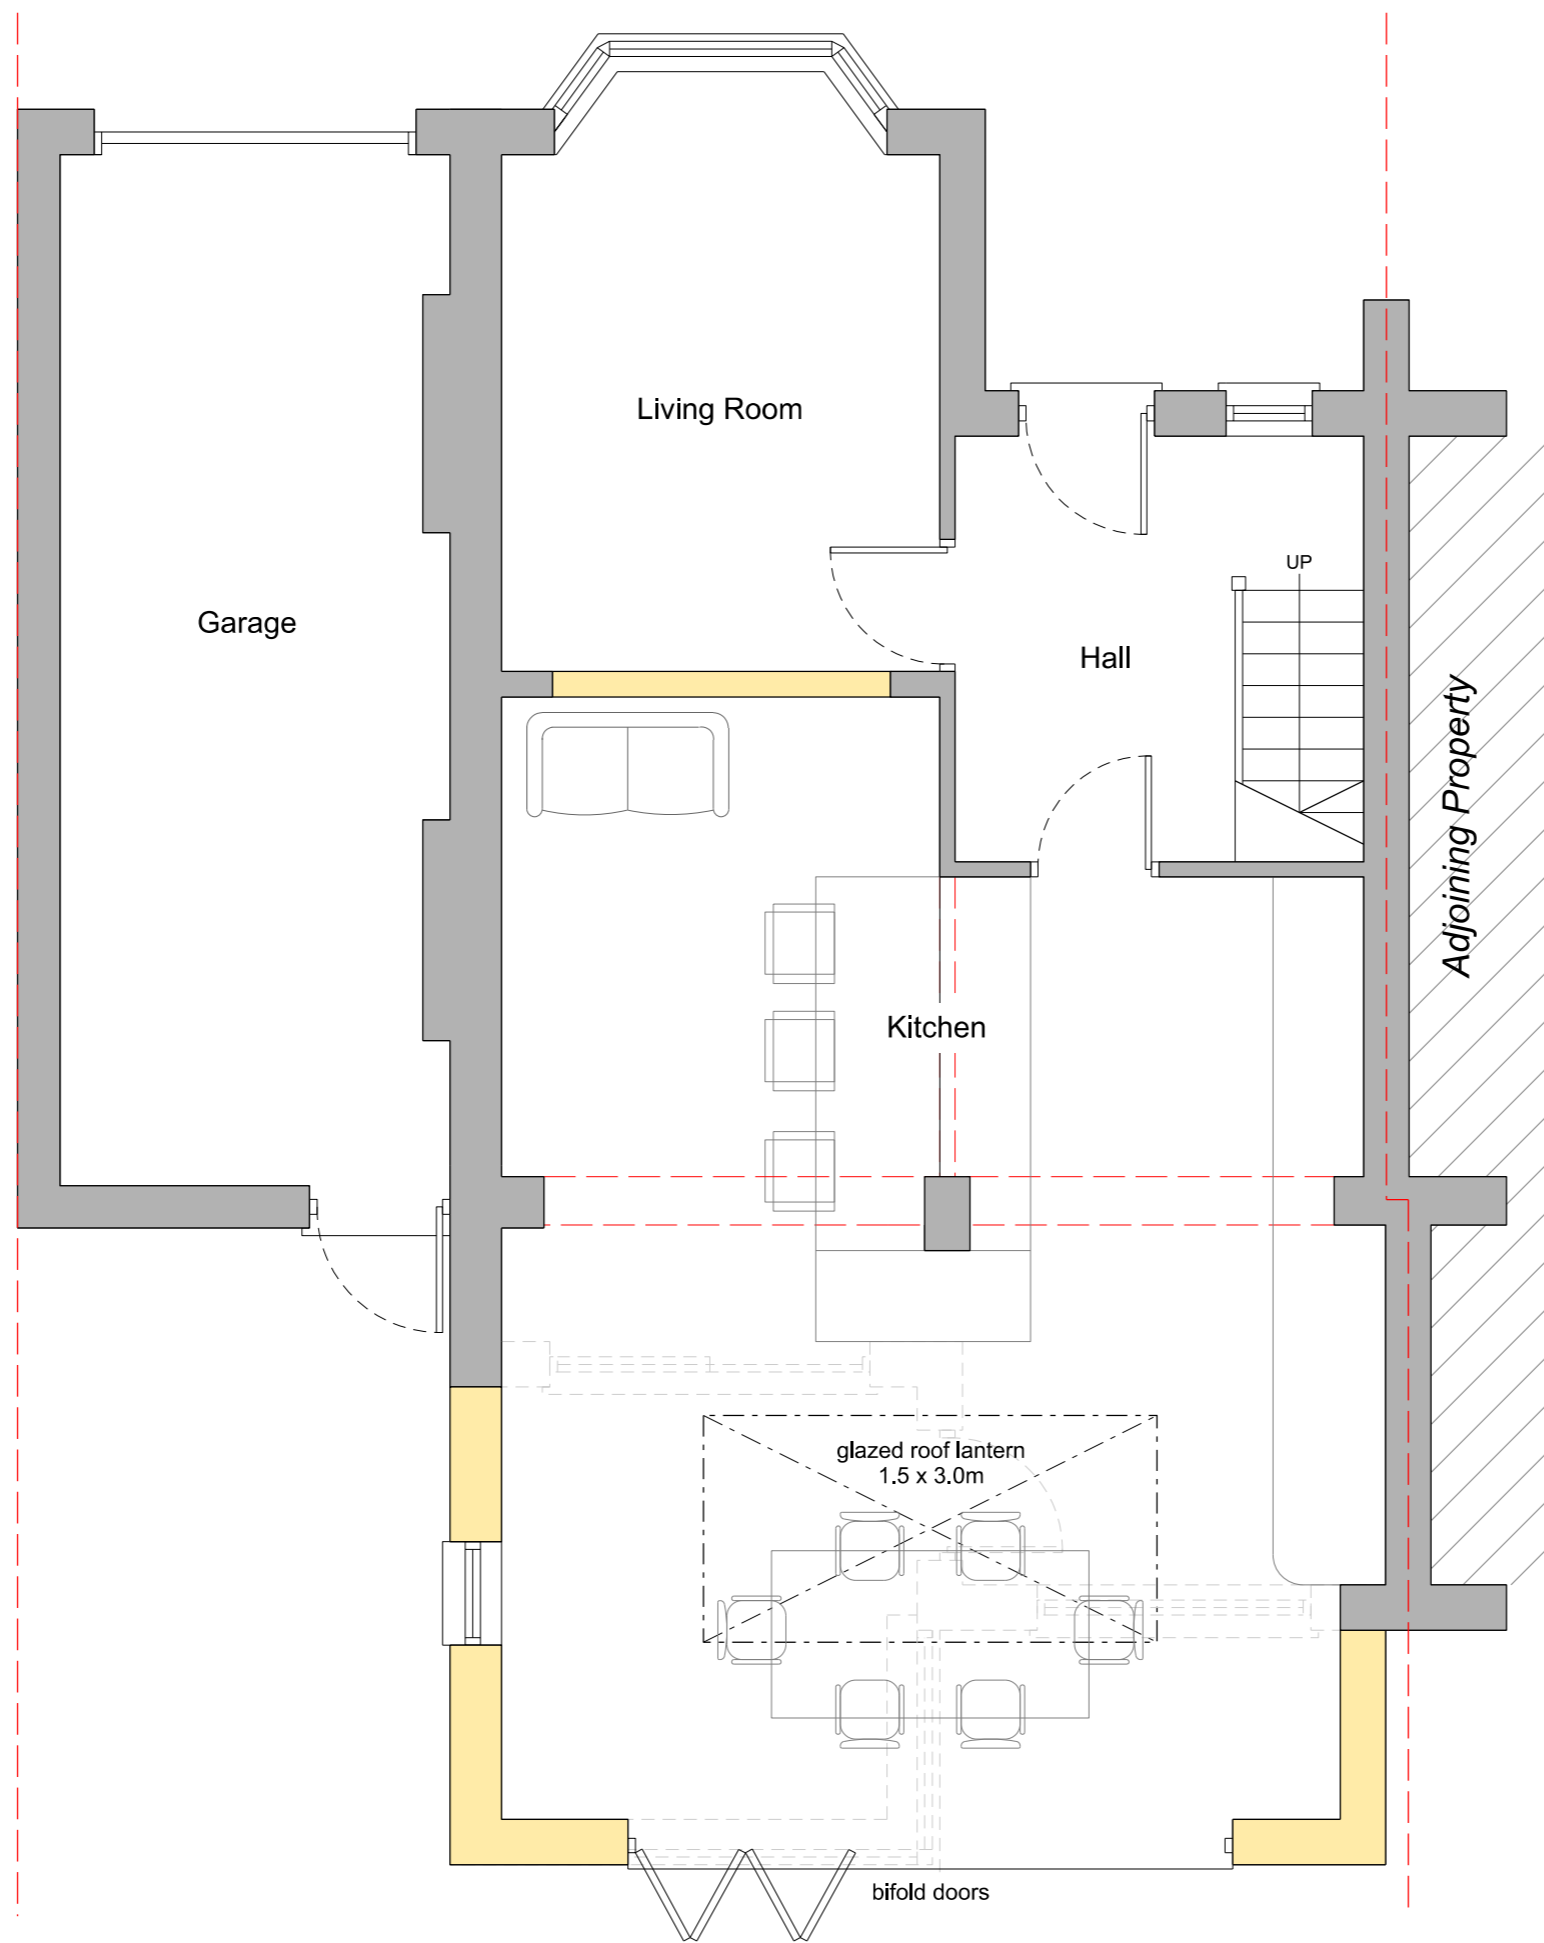 Living Room
UP
Garage
Hall
Adjoining Property
Kitchen
glazed roof lantern
1.5 x 3.0m
bifold doors